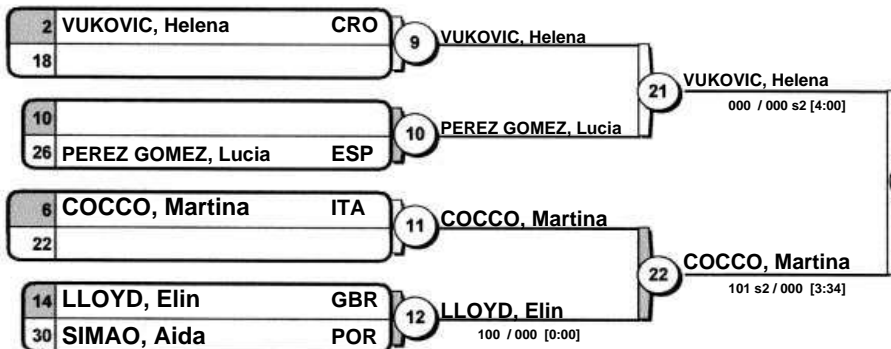 2 VUKOVIC, Helena CRO
18
9 VUKOVIC, Helena
10
26 PEREZ GOMEZ, Lucia ESP
10 PEREZ GOMEZ, Lucia
21 VUKOVIC, Helena
000 / 000 s2 [4:00]
6 COCCO, Martina ITA
22
11 COCCO, Martina
14 LLOYD, Elin GBR
30 SIMAO, Aida POR
12 LLOYD, Elin
100 / 000 [0:00]
22 COCCO, Martina
101 s2 / 000 [3:34]